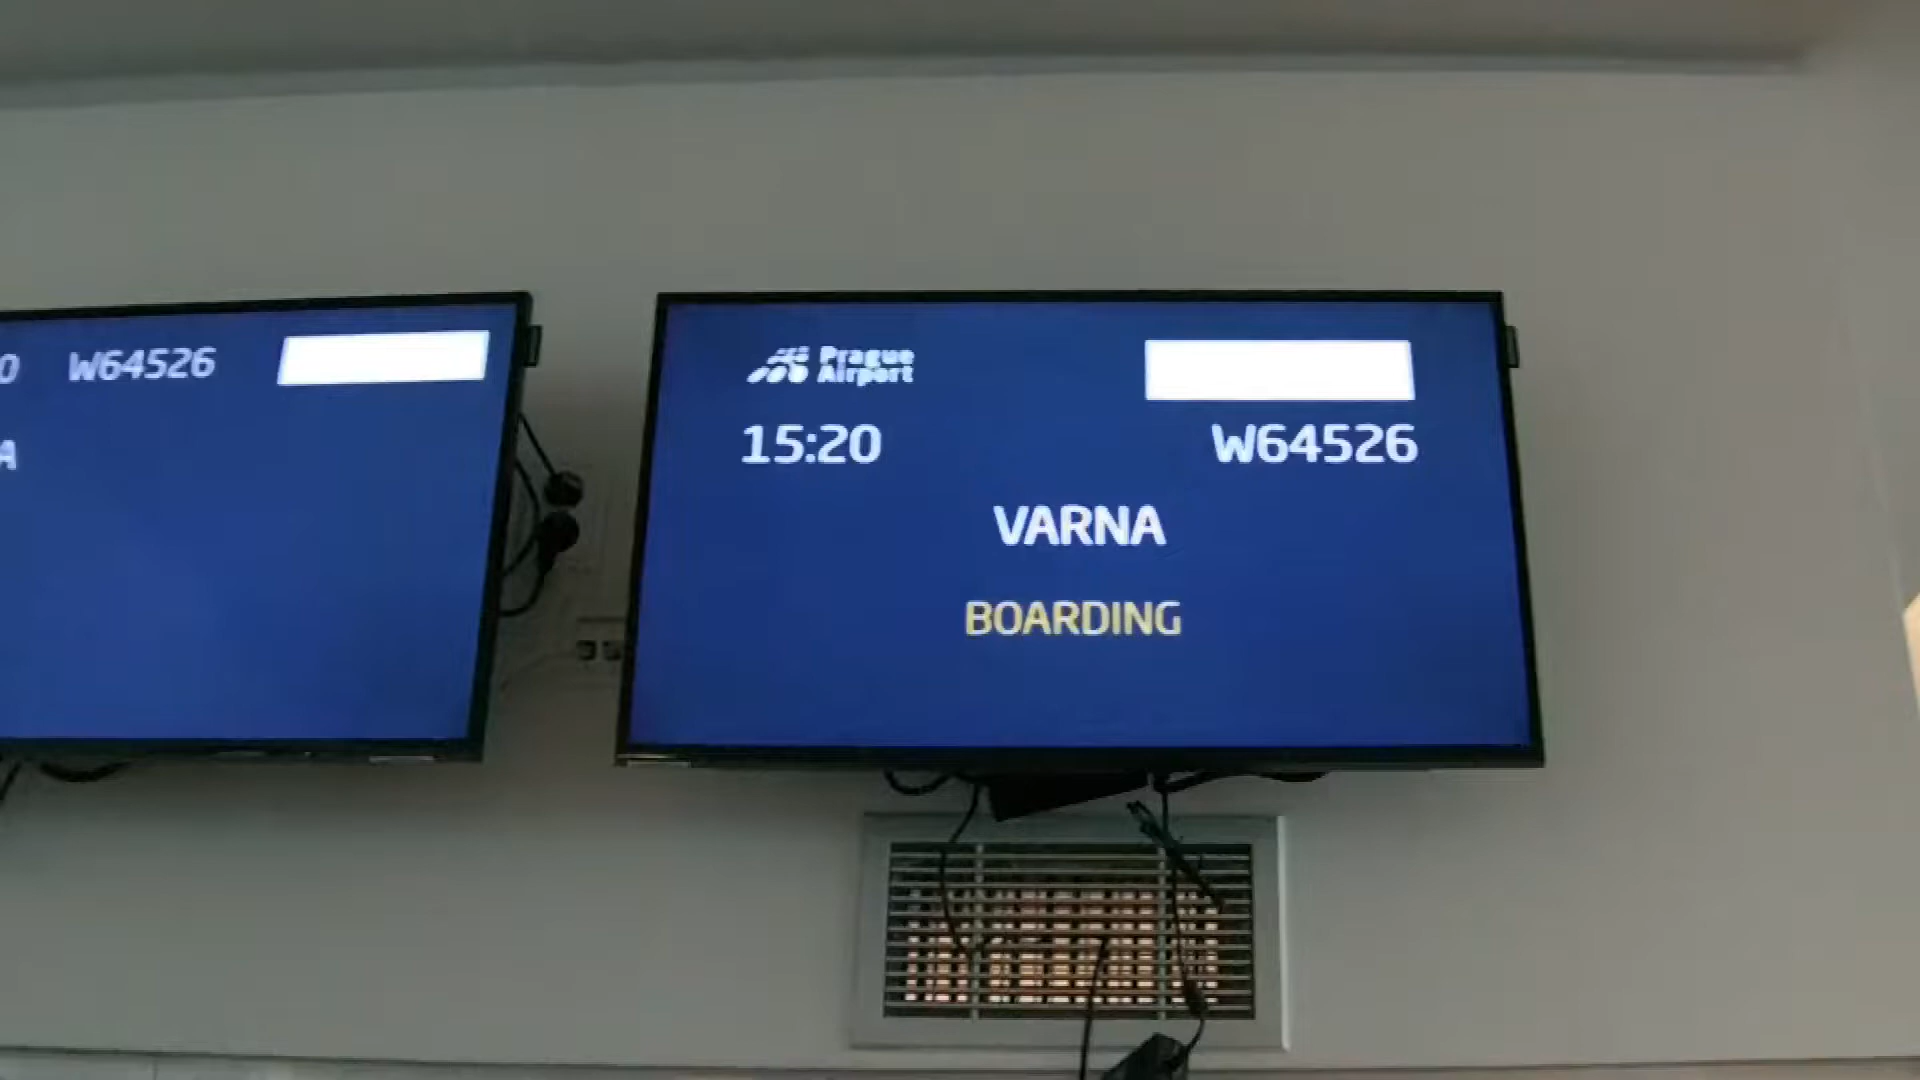 0 W64526
A
Prague
Airport
15:20 W64526
VARNA
BOARDING